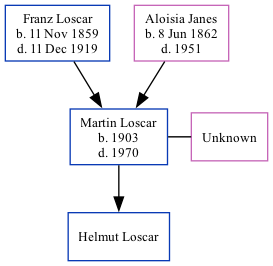 Franz Loscar
b. 11 Nov 1859
d. 11 Dec 1919
Aloisia Janes
b. 8 Jun 1862
d. 1951
Martin Loscar
b. 1903
d. 1970
Unknown
Helmut Loscar